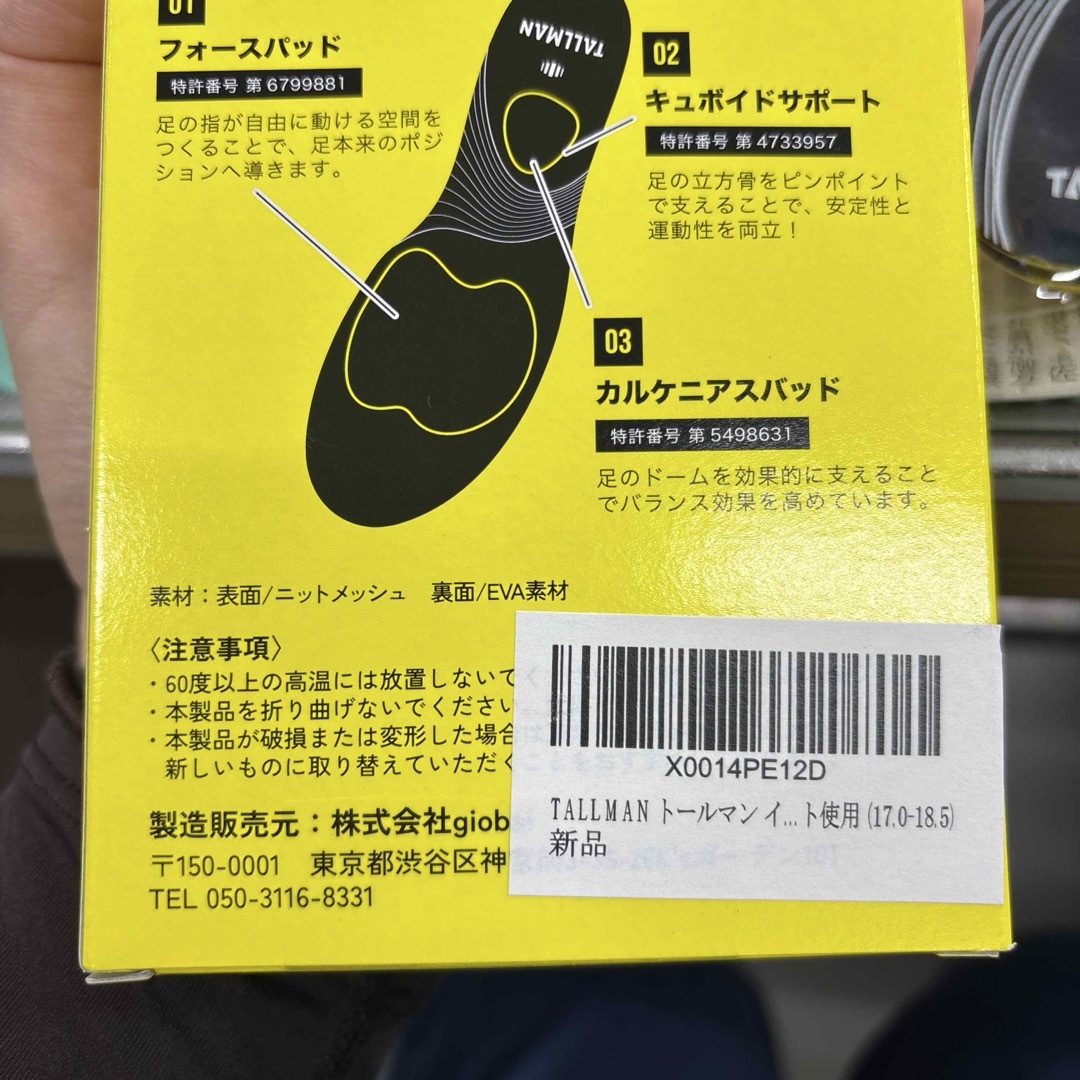 01
フォースパッド
特許番号 第6799881
足の指が自由に動ける空間を
つくることで、足本来のポジ
ションへ導きます。
TALLMAN
02
キュボイドサポート
特許番号 第4733957
足の立方骨をピンポイント
で支えることで、安定性と
運動性を両立！
03
カルケニアスバッド
特許番号 第5498631
足のドームを効果的に支えること
でバランス効果を高めています。
素材：表面/ニットメッシュ 裏面/EVA素材
〈注意事項〉
・60度以上の高温には放置しないでく
・本製品を折り曲げないでください
・本製品が破損または変形した場合は
新しいものに取り替えていただく
製造販売元：株式会社giob
〒150-0001 東京都渋谷区神
TEL 050-3116-8331
X0014PE12D
TALLMAN トールマン イ...ト使用 (17.0-18.5)
新品
TA